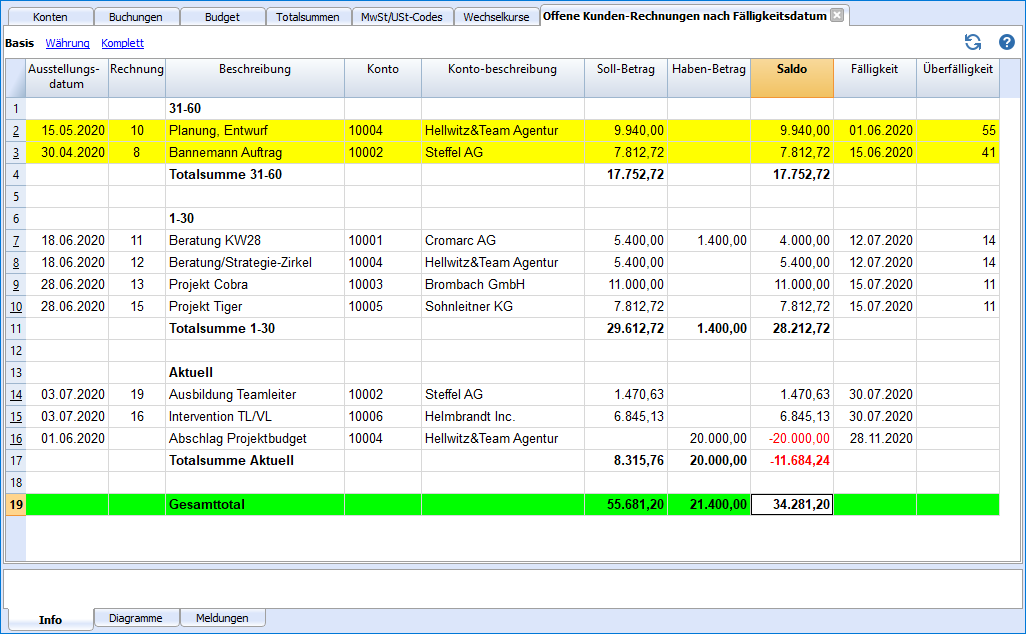 Konten Buchungen Budget Totalsummen MwSt/USt-Codes Wechselkurse Offene Kunden-Rechnungen nach Fälligkeitsdatum
Basis Währung Komplett
Ausstellungs-datum Rechnung Beschreibung Konto Konto-beschreibung Soll-Betrag Haben-Betrag Saldo Fälligkeit Überfälligkeit
1 31-60
2 15.05.2020 10 Planung, Entwurf 10004 Hellwitz&Team Agentur 9.940,00 9.940,00 01.06.2020 55
3 30.04.2020 8 Bannemann Auftrag 10002 Steffel AG 7.812,72 7.812,72 15.06.2020 41
4 Totalsumme 31-60 17.752,72 17.752,72
5
6 1-30
7 18.06.2020 11 Beratung KW28 10001 Cromarc AG 5.400,00 1.400,00 4.000,00 12.07.2020 14
8 18.06.2020 12 Beratung/Strategie-Zirkel 10004 Hellwitz&Team Agentur 5.400,00 5.400,00 12.07.2020 14
9 28.06.2020 13 Projekt Cobra 10003 Brombach GmbH 11.000,00 11.000,00 15.07.2020 11
10 28.06.2020 15 Projekt Tiger 10005 Sohnleitner KG 7.812,72 7.812,72 15.07.2020 11
11 Totalsumme 1-30 29.612,72 1.400,00 28.212,72
12
13 Aktuell
14 03.07.2020 19 Ausbildung Teamleiter 10002 Steffel AG 1.470,63 1.470,63 30.07.2020
15 03.07.2020 16 Intervention TL/VL 10006 Helmbrandt Inc. 6.845,13 6.845,13 30.07.2020
16 01.06.2020 Abschlag Projektbudget 10004 Hellwitz&Team Agentur 20.000,00 -20.000,00 28.11.2020
17 Totalsumme Aktuell 8.315,76 20.000,00 -11.684,24
18
19 Gesamttotal 55.681,20 21.400,00 34.281,20
Info Diagramme Meldungen